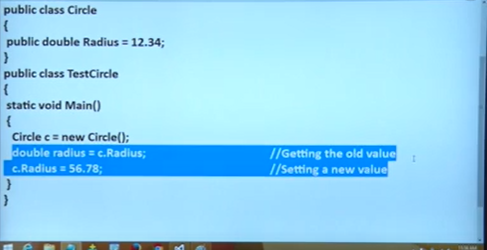 public class Circle
{
public double Radius = 12.34;
}
public class TestCircle
{
static void Main()
{
Circle c = new Circle();
double radius = c.Radius; //Getting the old value
c.Radius = 56.78; //Setting a new value
}
}